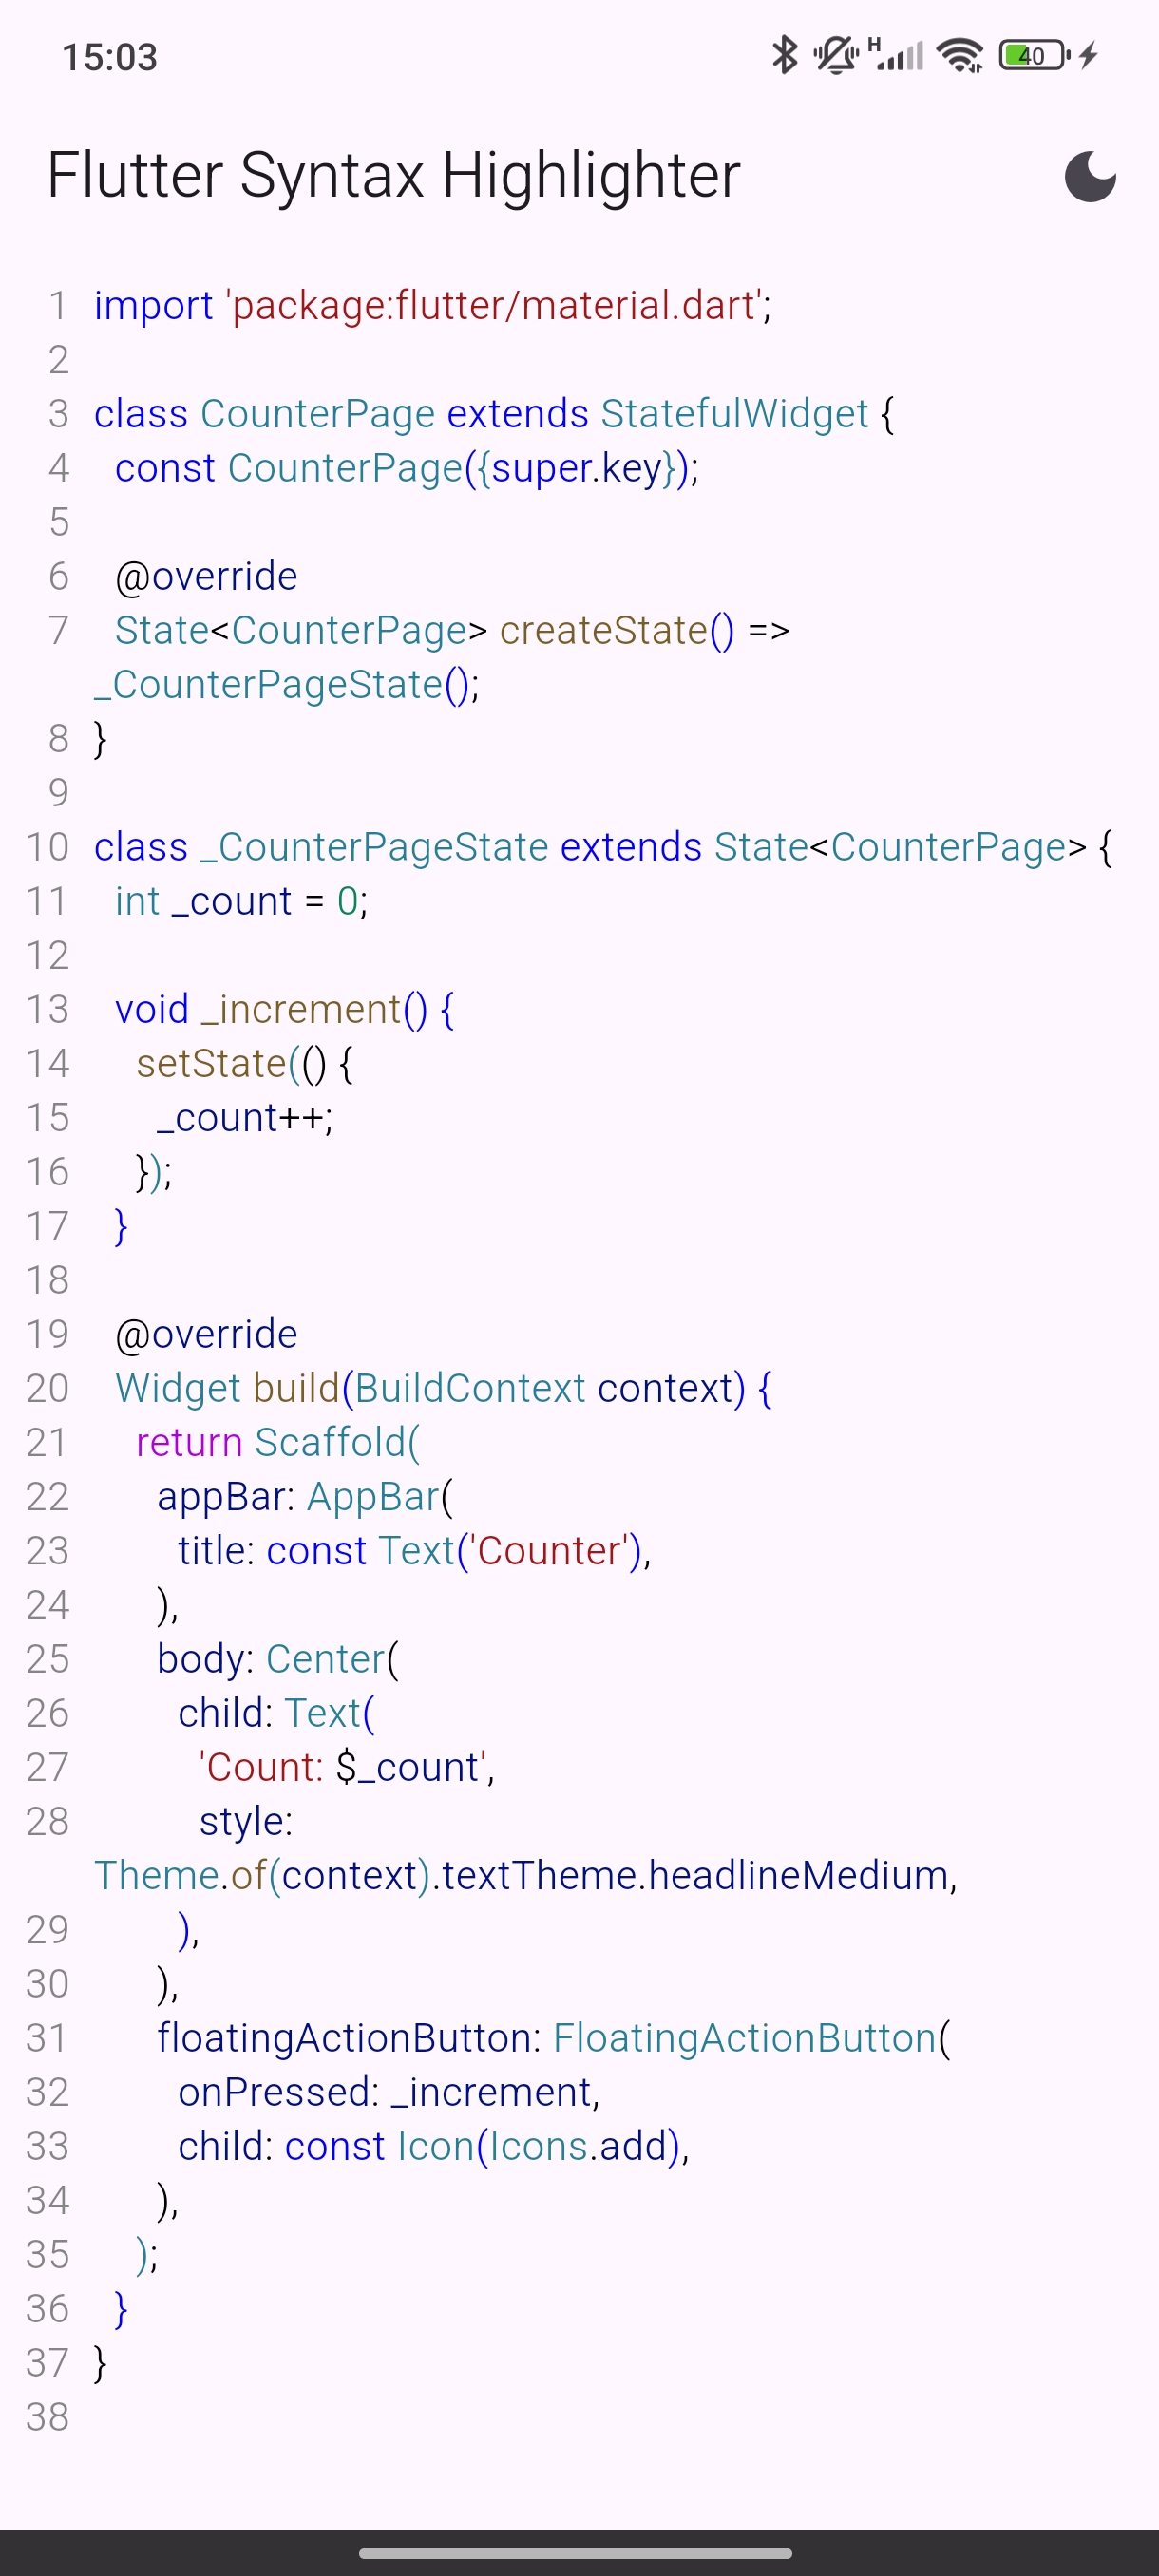 15:03
H
40
Flutter Syntax Highlighter
1 import 'package:flutter/material.dart';
2
3 class CounterPage extends StatefulWidget {
4   const CounterPage({super.key});
5
6   @override
7   State<CounterPage> createState() =>
_CounterPageState();
8 }
9
10 class _CounterPageState extends State<CounterPage> {
11   int _count = 0;
12
13   void _increment() {
14     setState(() {
15       _count++;
16     });
17   }
18
19   @override
20   Widget build(BuildContext context) {
21     return Scaffold(
22       appBar: AppBar(
23         title: const Text('Counter'),
24       ),
25       body: Center(
26         child: Text(
27           'Count: $_count',
28           style:
Theme.of(context).textTheme.headlineMedium,
29         ),
30       ),
31       floatingActionButton: FloatingActionButton(
32         onPressed: _increment,
33         child: const Icon(Icons.add),
34       ),
35     );
36   }
37 }
38